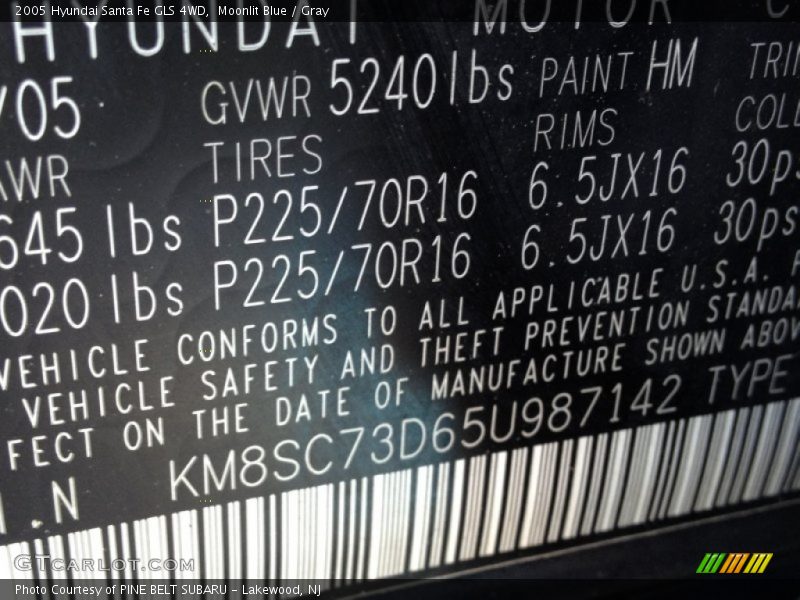 2005 Hyundai Santa Fe GLS 4WD, Moonlit Blue / Gray
HYUNDAI MOTOR C
/05 GVWR 5240lbs PAINT HM TRI
AWR TIRES RIMS COL
645 lbs P225/70R16 6.5JX16 30ps
020 lbs P225/70R16 6.5JX16 30ps
VEHICLE CONFORMS TO ALL APPLICABLE U.S.A.
VEHICLE SAFETY AND THEFT PREVENTION STANDA
FECT ON THE DATE OF MANUFACTURE SHOWN ABOV
I.N KM8SC73D65U987142 TYPE
GTCARLOT.COM
Photo Courtesy of PINE BELT SUBARU - Lakewood, NJ